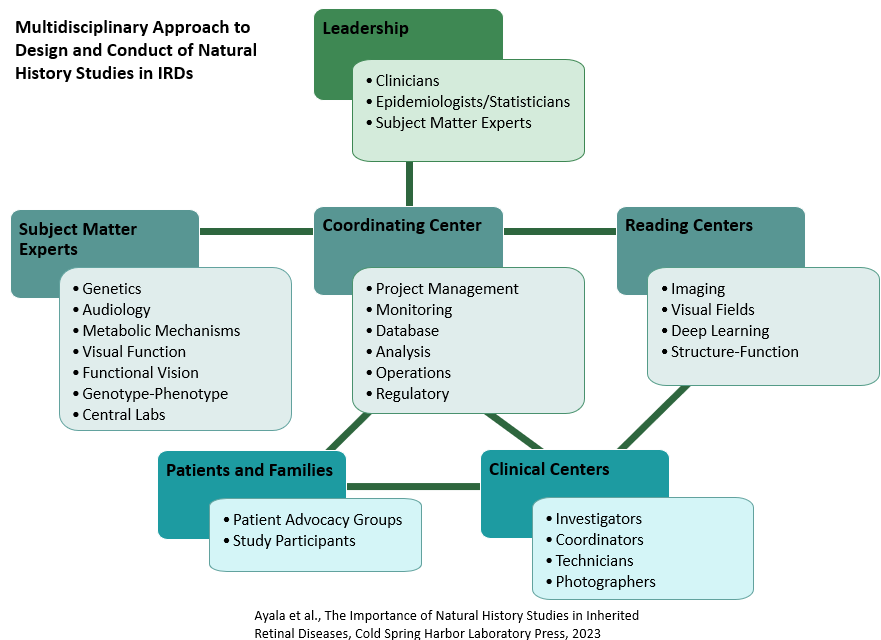 Multidisciplinary Approach to
Design and Conduct of Natural
History Studies in IRDs
Leadership
• Clinicians
• Epidemiologists/Statisticians
• Subject Matter Experts
Subject Matter
Experts
• Genetics
• Audiology
• Metabolic Mechanisms
• Visual Function
• Functional Vision
• Genotype-Phenotype
• Central Labs
Coordinating Center
• Project Management
• Monitoring
• Database
• Analysis
• Operations
• Regulatory
Reading Centers
• Imaging
• Visual Fields
• Deep Learning
• Structure-Function
Patients and Families
• Patient Advocacy Groups
• Study Participants
Clinical Centers
• Investigators
• Coordinators
• Technicians
• Photographers
Ayala et al., The Importance of Natural History Studies in Inherited
Retinal Diseases, Cold Spring Harbor Laboratory Press, 2023